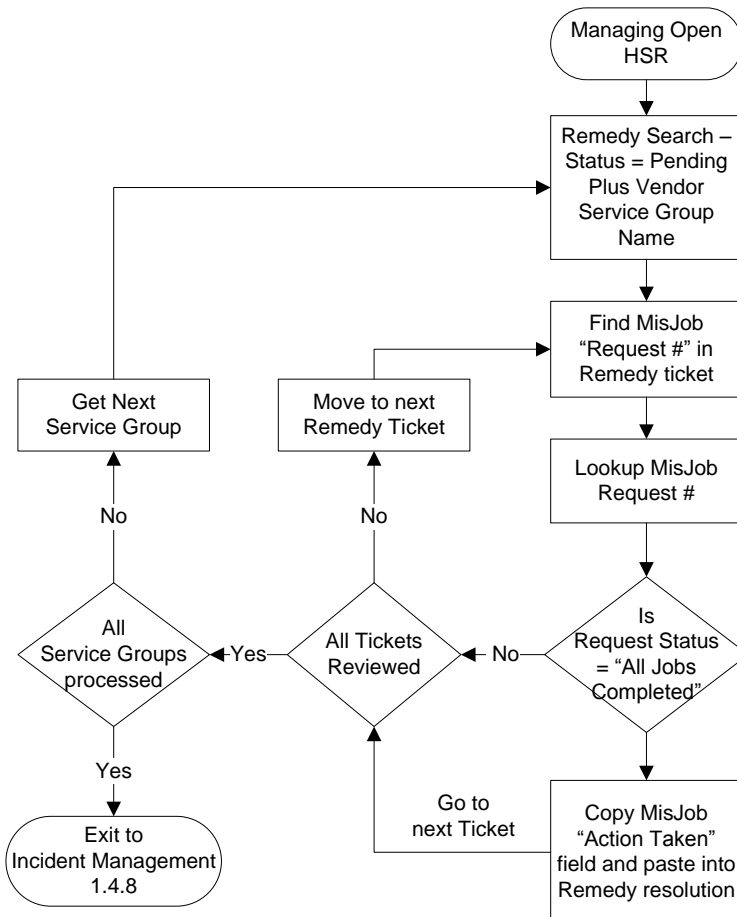 Managing Open
HSR
Remedy Search –
Status = Pending
Plus Vendor
Service Group
Name
Find MisJob
“Request #” in
Remedy ticket
Get Next
Service Group
Move to next
Remedy Ticket
Lookup MisJob
Request #
No
No
All
Service Groups
processed
Yes
All Tickets
Reviewed
No
Is
Request Status
= “All Jobs
Completed”
Yes
Go to
next Ticket
Exit to
Incident Management
1.4.8
Copy MisJob
“Action Taken”
field and paste into
Remedy resolution